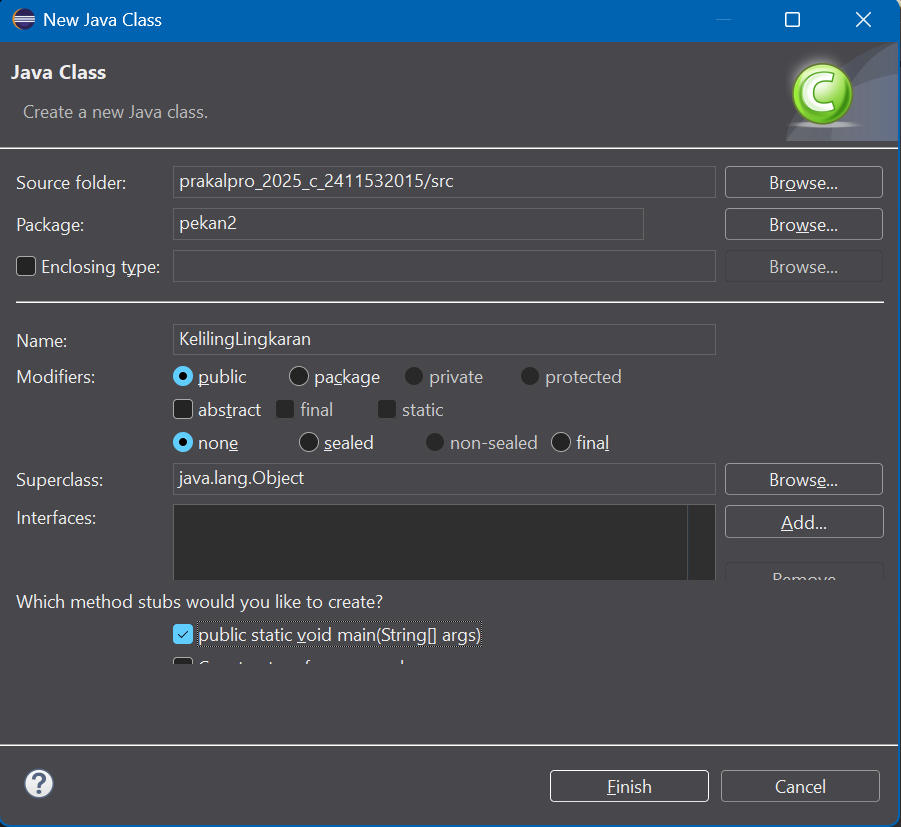 New Java Class
Java Class
Create a new Java class.
C
Source folder: prakalpro_2025_c_2411532015/src Browse...
Package: pekan2 Browse...
Enclosing type: Browse...
Name: KelilingLingkaran
Modifiers: public package private protected
abstract final static
none sealed non-sealed final
Superclass: java.lang.Object Browse...
Interfaces: Add...
Remove
Which method stubs would you like to create?
public static void main(String[] args)
? Finish Cancel